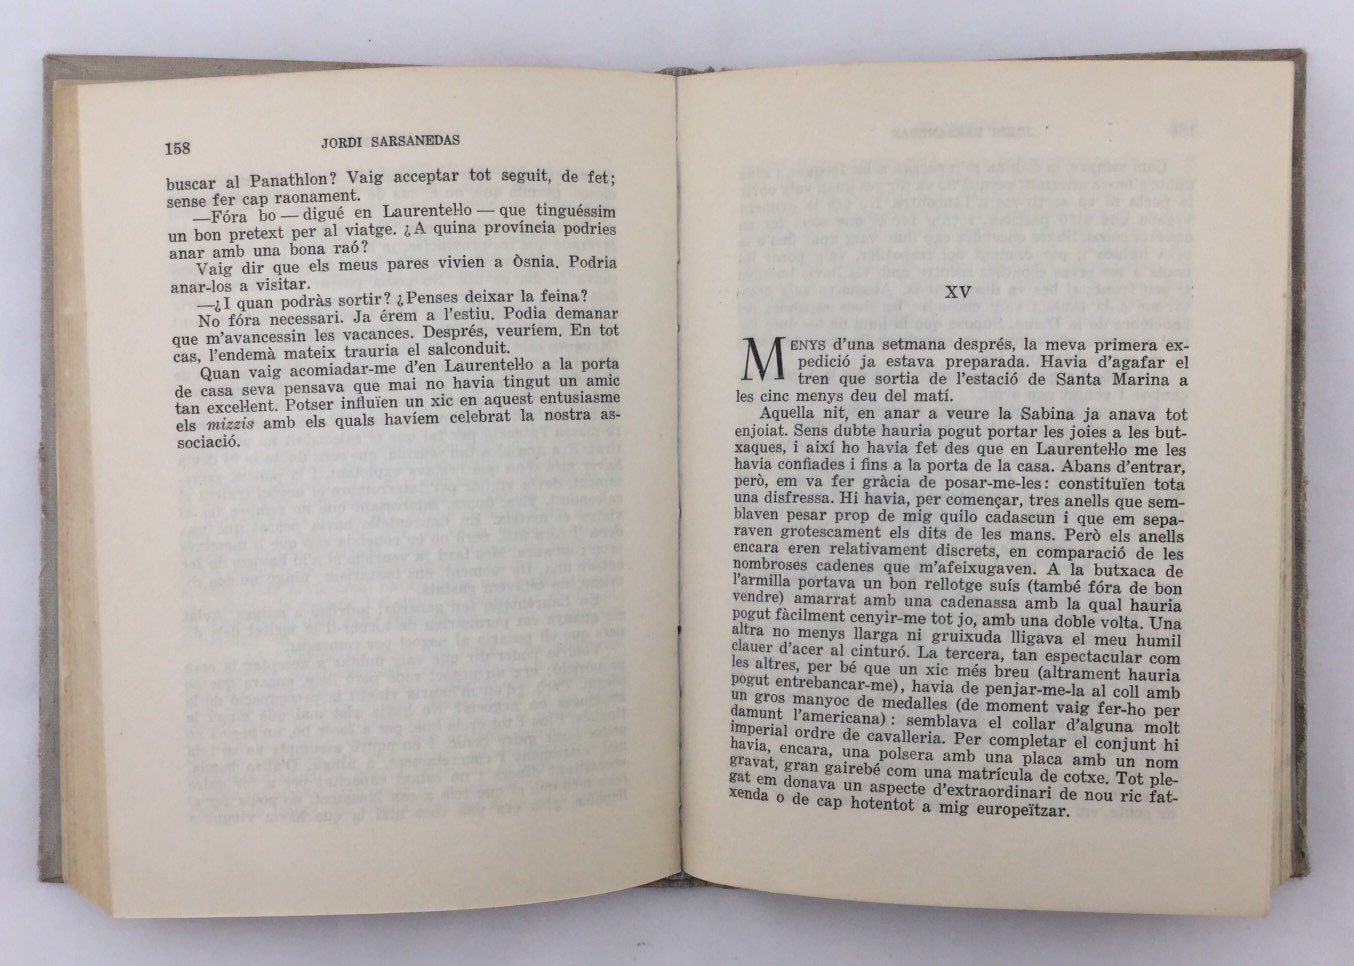 158
JORDI SARSANEDAS
buscar al Panathlon? Vaig acceptar tot seguit, de fet;
sense fer cap raonament.
—Fóra bo — digué en Laurentel·lo — que tinguéssim
un bon pretext per al viatge. ¿A quina província podries
anar amb una bona raó?
Vaig dir que els meus pares vivien a Òsnia. Podria
anar-los a visitar.
—¿I quan podràs sortir? ¿Penses deixar la feina?
No fóra necessari. Ja érem a l'estiu. Podia demanar
que m'avancessin les vacances. Després, veuríem. En tot
cas, l'endemà mateix trauria el salconduit.
Quan vaig acomiadar-me d'en Laurentel·lo a la porta
de casa seva pensava que mai no havia tingut un amic
tan excel·lent. Potser influïen un xic en aquest entusiasme
els mizzis amb els quals havíem celebrat la nostra as-
sociació.
XV
MENYS d'una setmana després, la meva primera ex-
pedició ja estava preparada. Havia d'agafar el
tren que sortia de l'estació de Santa Marina a
les cinc menys deu del matí.
Aquella nit, en anar a veure la Sabina ja anava tot
enjoiat. Sens dubte hauria pogut portar les joies a les but-
xaques, i així ho havia fet des que en Laurentel·lo me les
havia confiades i fins a la porta de la casa. Abans d'entrar,
però, em va fer gràcia de posar-me-les: constituïen tota
una disfressa. Hi havia, per començar, tres anells que sem-
blaven pesar prop de mig quilo cadascun i que em sepa-
raven grotescament els dits de les mans. Però els anells
encara eren relativament discrets, en comparació de les
nombroses cadenes que m'afeixugaven. A la butxaca de
l'armilla portava un bon rellotge suís (també fóra de bon
vendre) amarrat amb una cadenassa amb la qual hauria
pogut fàcilment cenyir-me tot jo, amb una doble volta. Una
altra no menys llarga ni gruixuda lligava el meu humil
clauer d'acer al cinturó. La tercera, tan espectacular com
les altres, per bé que un xic més breu (altrament hauria
pogut entrebancar-me), havia de penjar-me-la al coll amb
un gros manyoc de medalles (de moment vaig fer-ho per
damunt l'americana): semblava el collar d'alguna molt
imperial ordre de cavalleria. Per completar el conjunt hi
havia, encara, una polsera amb una placa amb un nom
gravat, gran gairebé com una matrícula de cotxe. Tot ple-
gat em donava un aspecte d'extraordinari de nou ric fat-
xenda o de cap hotentot a mig europeïtzar.